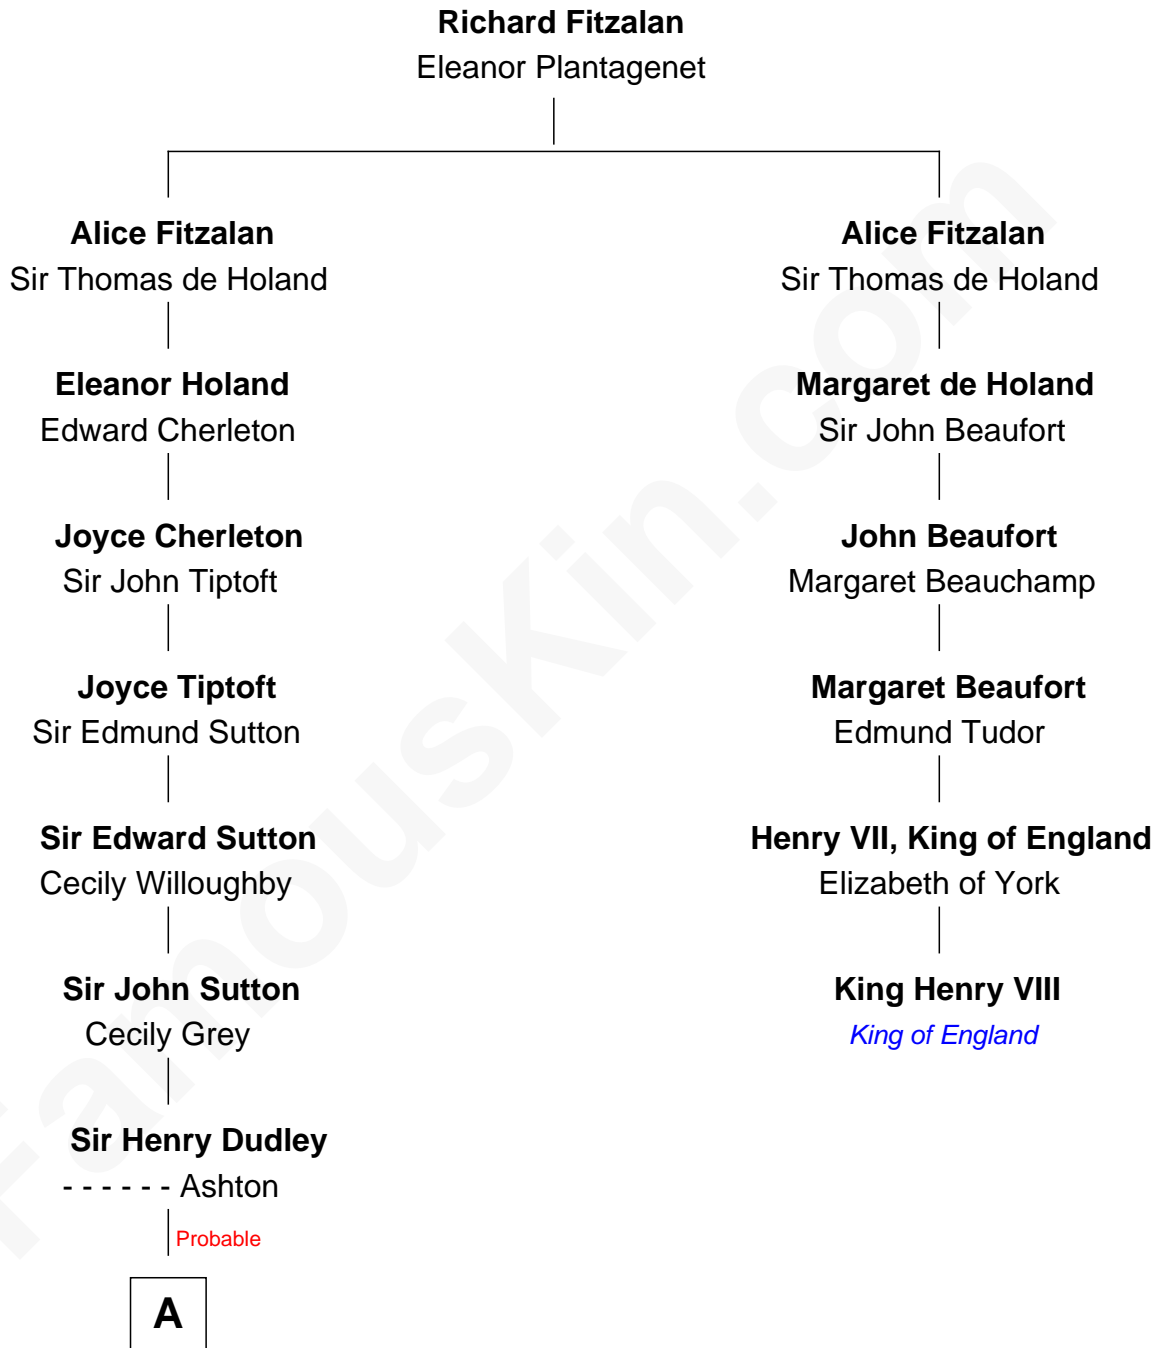 Richard Fitzalan
Eleanor Plantagenet
Alice Fitzalan
Sir Thomas de Holand
Alice Fitzalan
Sir Thomas de Holand
Eleanor Holand
Edward Cherleton
Margaret de Holand
Sir John Beaufort
Joyce Cherleton
Sir John Tiptoft
John Beaufort
Margaret Beauchamp
Joyce Tiptoft
Sir Edmund Sutton
Margaret Beaufort
Edmund Tudor
Sir Edward Sutton
Cecily Willoughby
Henry VII, King of England
Elizabeth of York
Sir John Sutton
Cecily Grey
King Henry VIII
King of England
Sir Henry Dudley
- - - - - - Ashton
Probable
A
FamousKin.com